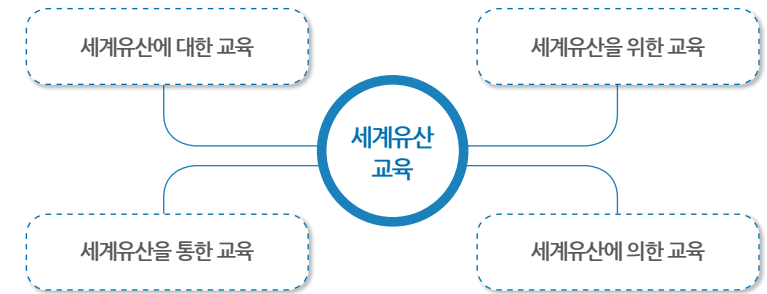 세계유산에 대한 교육
세계유산을 위한 교육
세계유산
교육
세계유산을 통한 교육
세계유산에 의한 교육